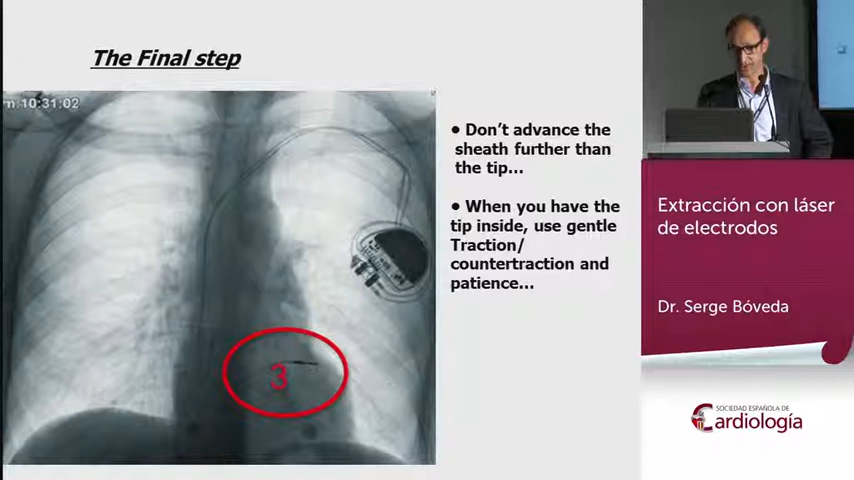 The Final step
m:10:31:02
3
• Don't advance the
sheath further than
the tip...
• When you have the
tip inside, use gentle
Traction/
countertraction and
patience...
Extracción con láser
de electrodos
Dr. Serge Bóveda
SOCIEDAD ESPAÑOLA DE
Cardiología